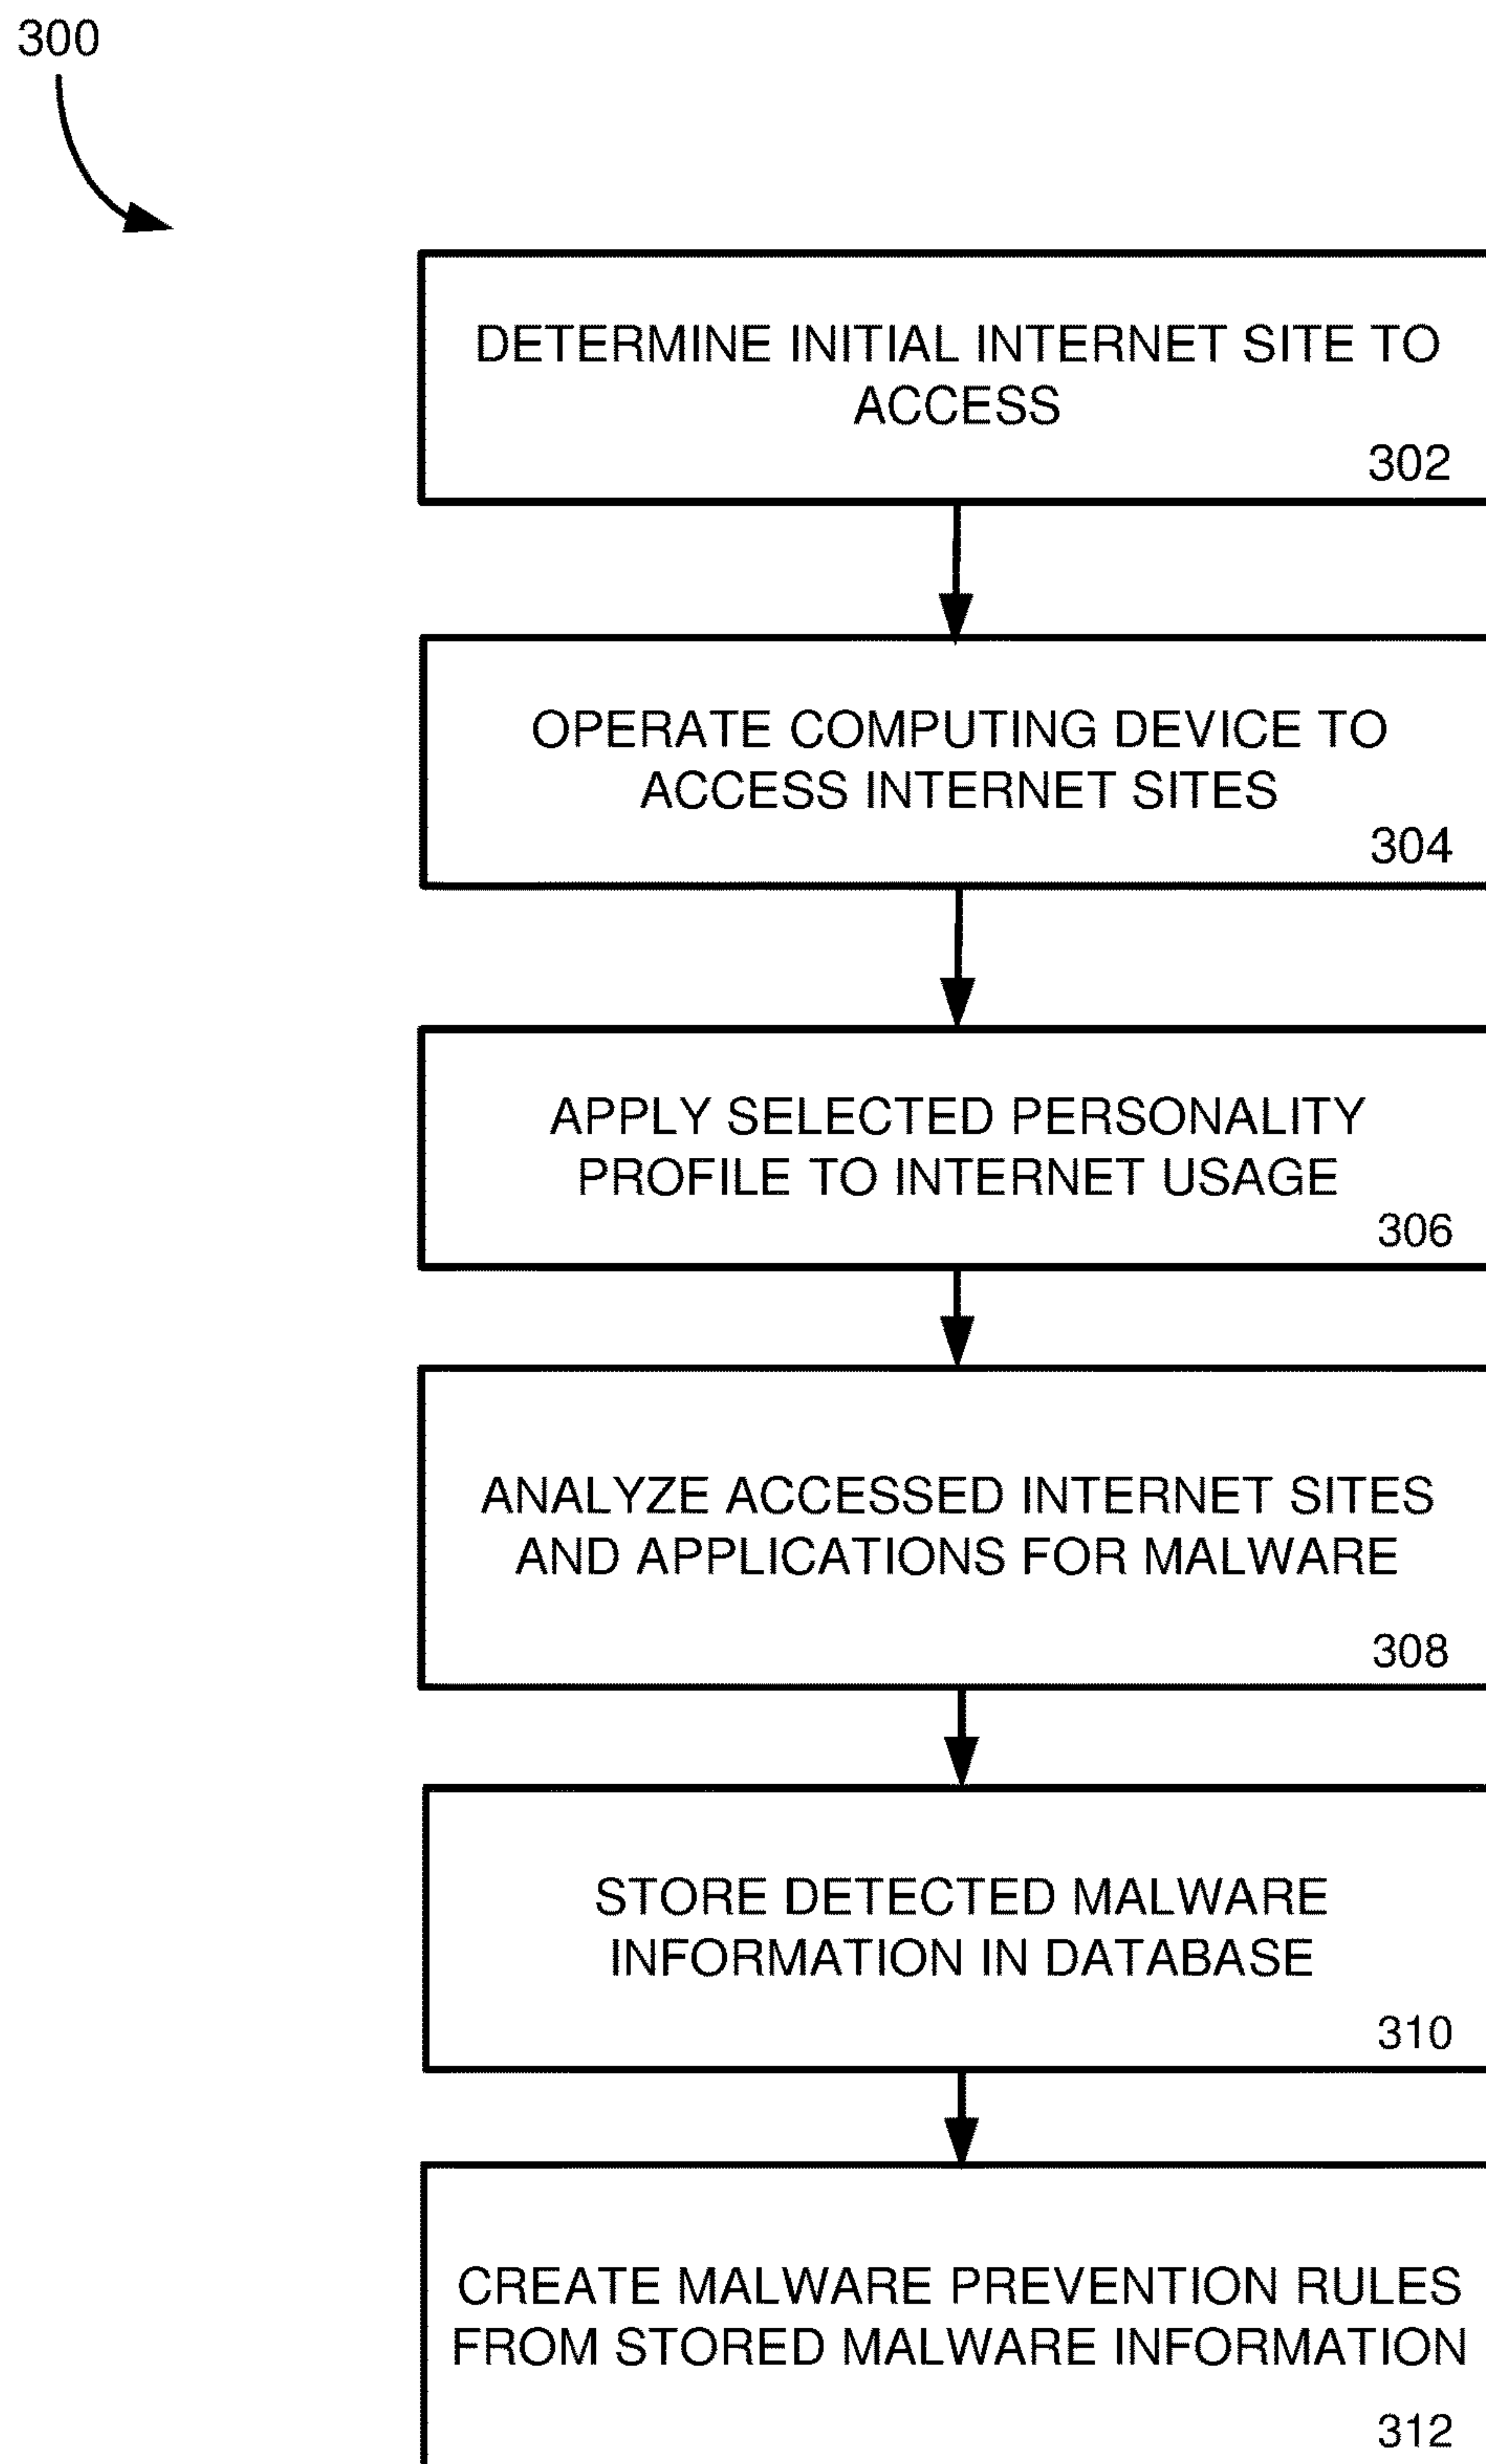 300
DETERMINE INITIAL INTERNET SITE TO
ACCESS
302
OPERATE COMPUTING DEVICE TO
ACCESS INTERNET SITES
304
APPLY SELECTED PERSONALITY
PROFILE TO INTERNET USAGE
306
ANALYZE ACCESSED INTERNET SITES
AND APPLICATIONS FOR MALWARE
308
STORE DETECTED MALWARE
INFORMATION IN DATABASE
310
CREATE MALWARE PREVENTION RULES
FROM STORED MALWARE INFORMATION
312